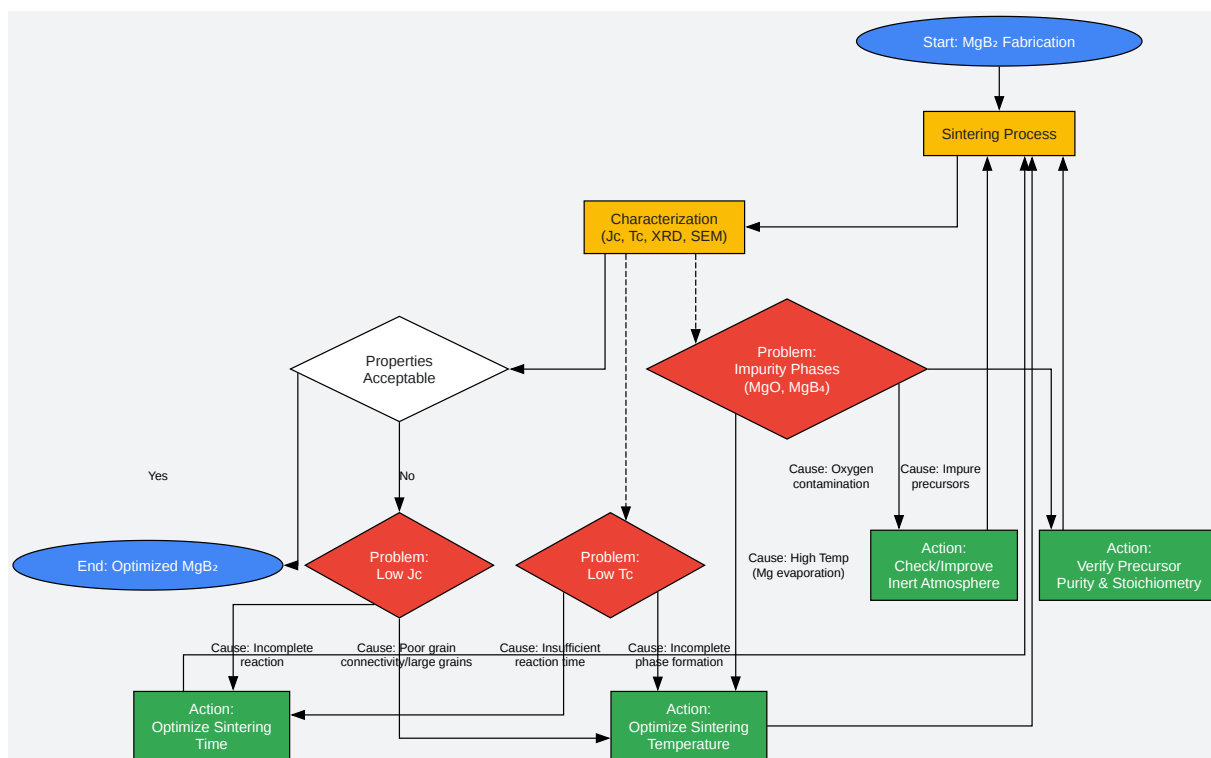 Start: MgB₂ Fabrication
Sintering Process
Characterization
(Jc, Tc, XRD, SEM)
Properties
Acceptable
Problem:
Impurity Phases
(MgO, MgB₄)
Yes
No
Cause: Oxygen
contamination
Cause: Impure
precursors
End: Optimized MgB₂
Problem:
Low Jc
Problem:
Low Tc
Cause: High Temp
(Mg evaporation)
Action:
Check/Improve
Inert Atmosphere
Action:
Verify Precursor
Purity & Stoichiometry
Cause: Incomplete
reaction
Cause: Poor grain
connectivity/large grains
Cause: Insufficient
reaction time
Cause: Incomplete
phase formation
Action:
Optimize Sintering
Time
Action:
Optimize Sintering
Temperature